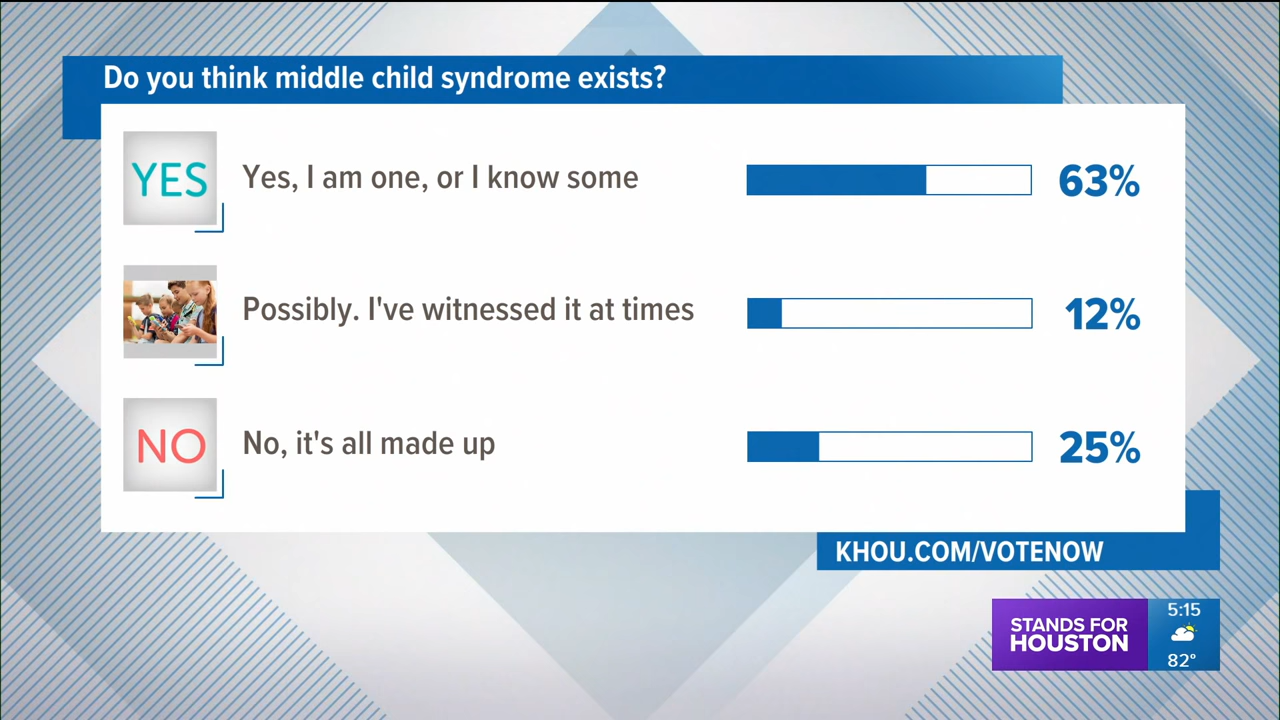 Do you think middle child syndrome exists?
YES
Yes, I am one, or I know some
63%
Possibly. I've witnessed it at times
12%
NO
No, it's all made up
25%
KHOU.COM/VOTENOW
STANDS FOR
HOUSTON
5:15
82°